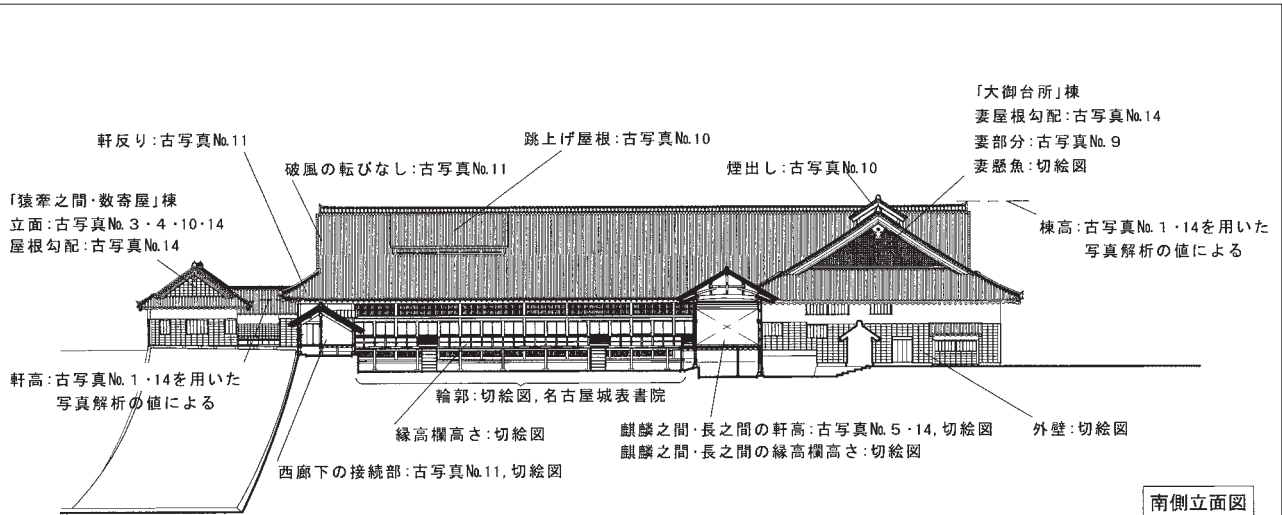 「大御台所」棟
妻屋根勾配:古写真No.14
妻部分:古写真No.9
妻懸魚:切絵図
軒反り:古写真No.11
跳上げ屋根:古写真No.10
破風の転びなし:古写真No.11
煙出し:古写真No.10
「猿牽之間・数寄屋」棟
立面:古写真No.3・4・10・14
屋根勾配:古写真No.14
棟高:古写真No.1・14を用いた
写真解析の値による
軒高:古写真No.1・14を用いた
写真解析の値による
輪郭:切絵図,名古屋城表書院
縁高欄高さ:切絵図
麒麟之間・長之間の軒高:古写真No.5・14,切絵図
麒麟之間・長之間の縁高欄高さ:切絵図
外壁:切絵図
西廊下の接続部:古写真No.11,切絵図
南側立面図